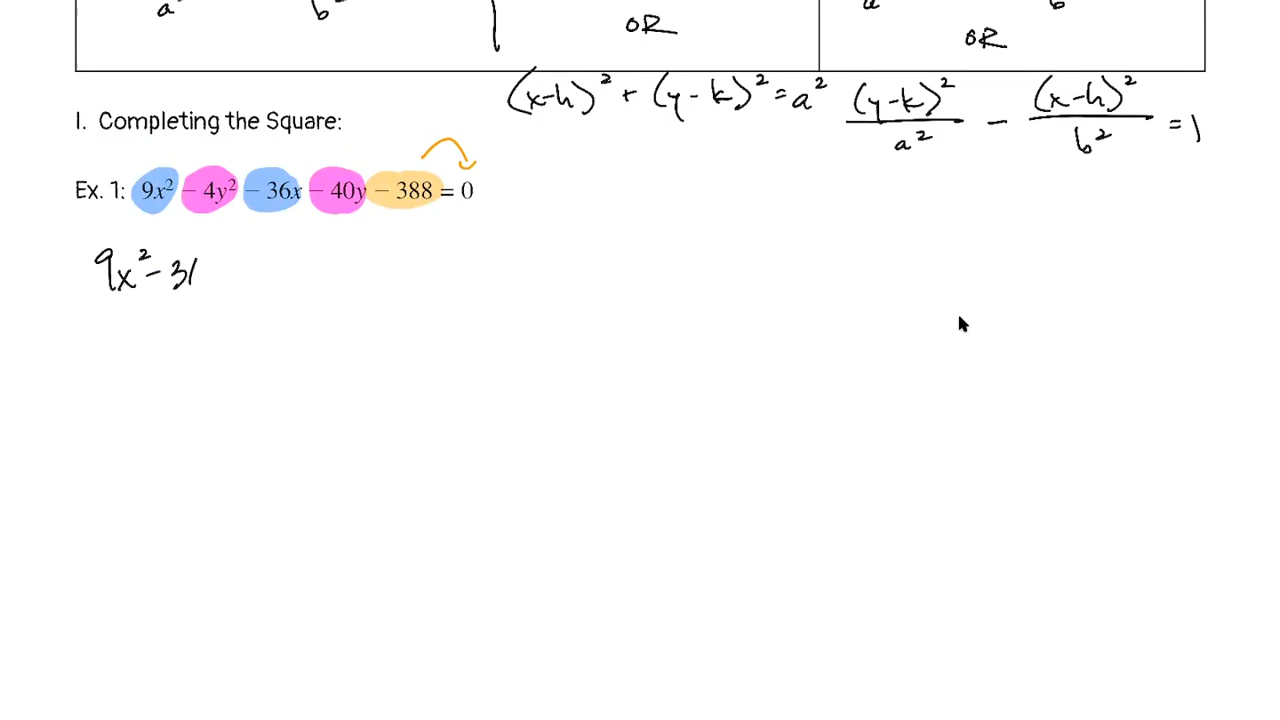 a² b² a b
OR OR
(x-h)² + (y-k)² = a² (y-k)²/a² - (x-h)²/b² = 1
I. Completing the Square:
Ex. 1: 9x² - 4y² - 36x - 40y - 388 = 0
9x² - 3